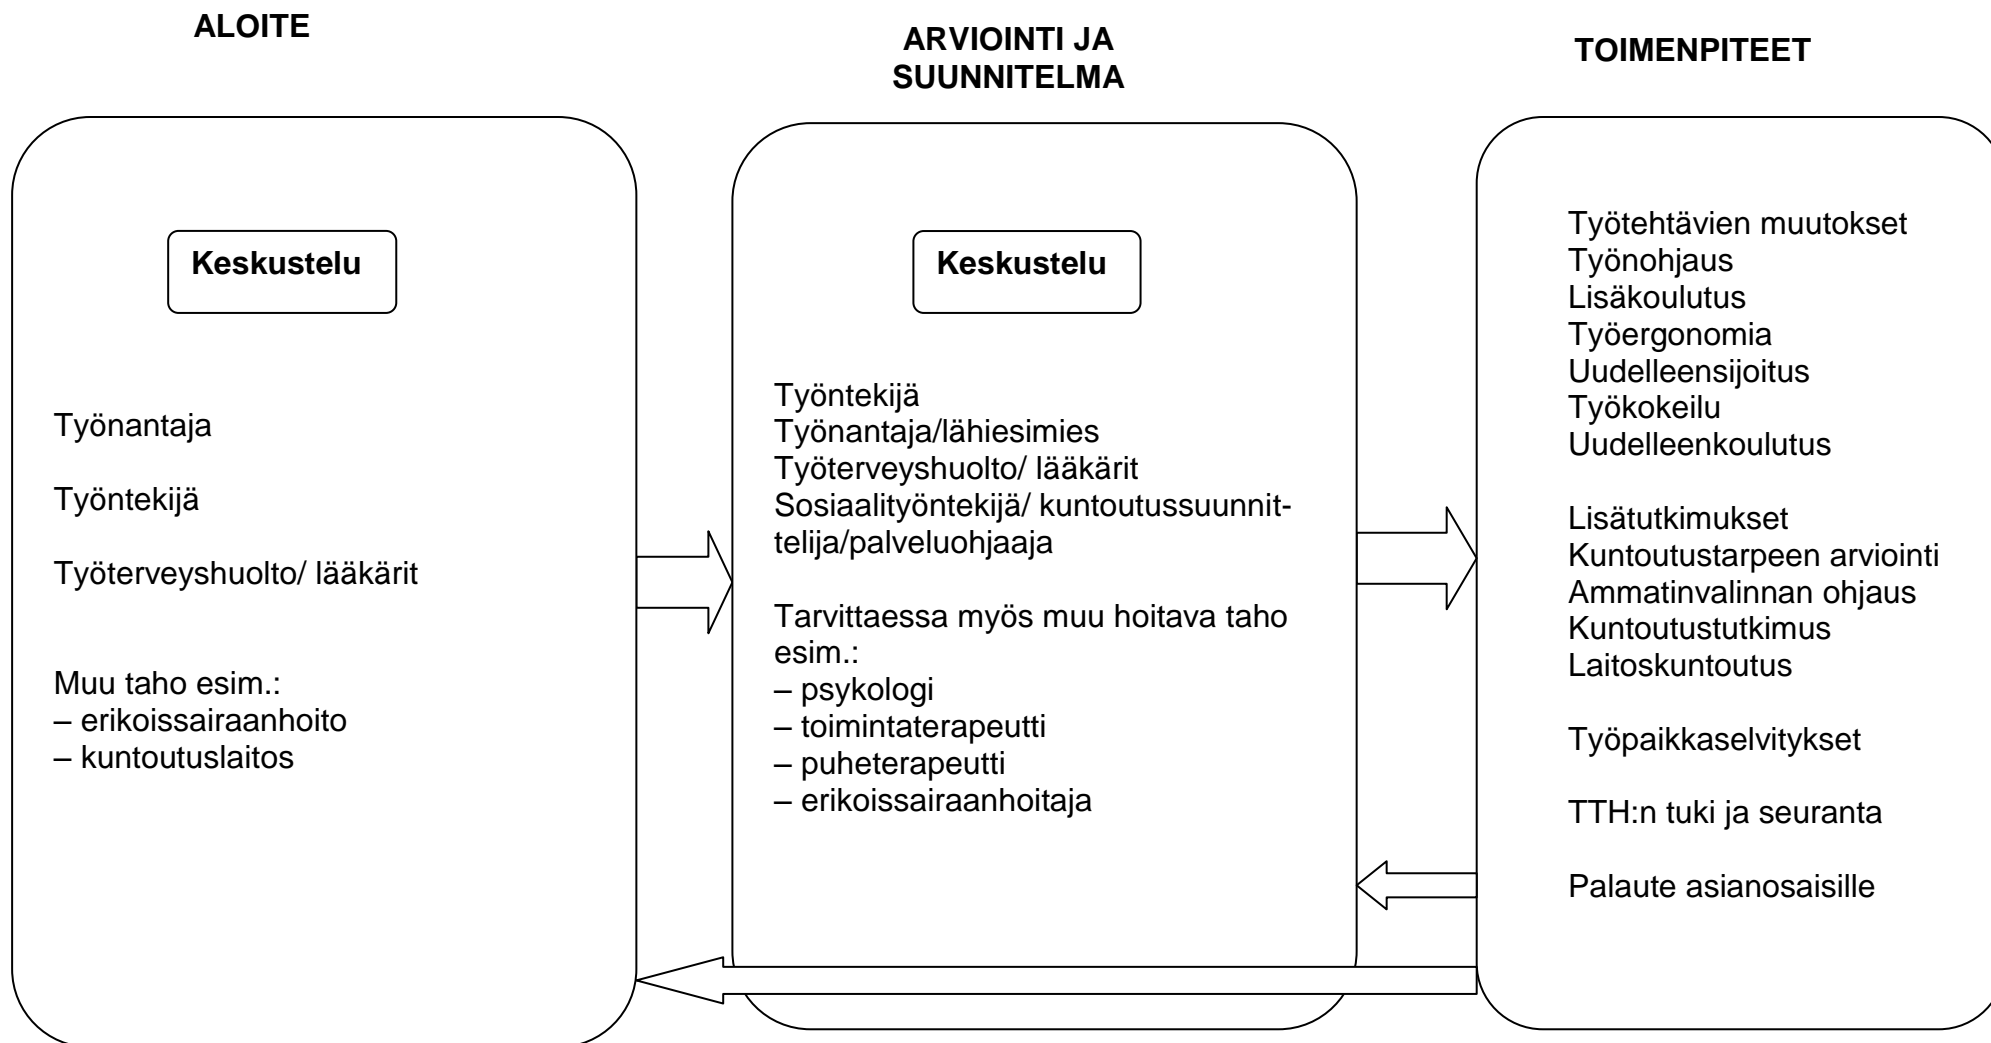 ALOITE
Keskustelu
Työnantaja
Työntekijä
Työterveyshuolto/ lääkärit
Muu taho esim.:
– erikoissairaanhoito
– kuntoutuslaitos
ARVIOINTI JA
SUUNNITELMA
Keskustelu
Työntekijä
Työnantaja/lähiesimies
Työterveyshuolto/ lääkärit
Sosiaalityöntekijä/ kuntoutussuunnit-
telija/palveluohjaaja
Tarvittaessa myös muu hoitava taho
esim.:
– psykologi
– toimintaterapeutti
– puheterapeutti
– erikoissairaanhoitaja
TOIMENPITEET
Työtehtävien muutokset
Työnohjaus
Lisäkoulutus
Työergonomia
Uudelleensijoitus
Työkokeilu
Uudelleenkoulutus
Lisätutkimukset
Kuntoutustarpeen arviointi
Ammatinvalinnan ohjaus
Kuntoutustutkimus
Laitoskuntoutus
Työpaikkaselvitykset
TTH:n tuki ja seuranta
Palaute asianosaisille